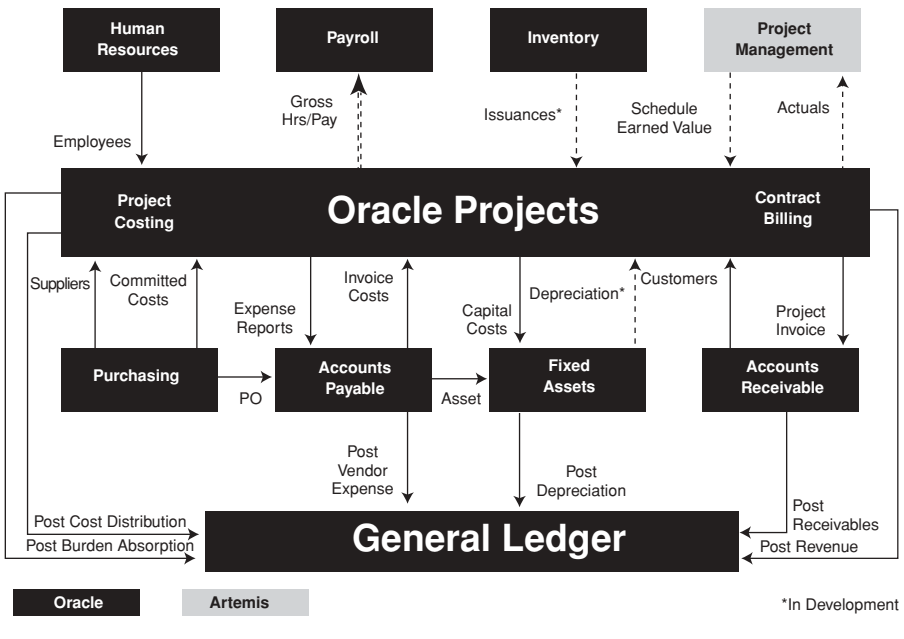 Human
Resources
Payroll
Inventory
Project
Management
Gross
Hrs/Pay
Issuances*
Schedule
Earned Value
Actuals
Employees
Project
Costing
Oracle Projects
Contract
Billing
Suppliers
Committed
Costs
Expense
Reports
Invoice
Costs
Capital
Costs
Depreciation*
Customers
Project
Invoice
Purchasing
PO
Accounts
Payable
Asset
Fixed
Assets
Accounts
Receivable
Post
Vendor
Expense
Post
Depreciation
Post
Receivables
Post Cost Distribution
Post Burden Absorption
General Ledger
Post Revenue
Oracle
Artemis
*In Development